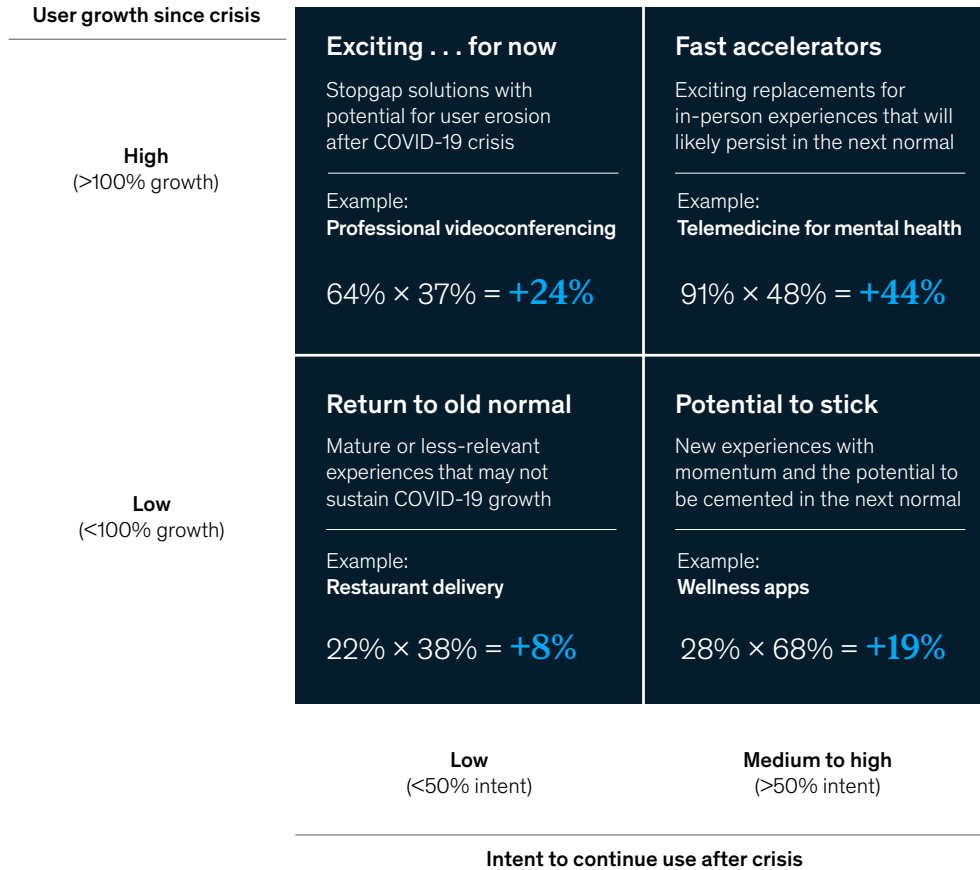 User growth since crisis
High
(>100% growth)
Exciting . . . for now
Stopgap solutions with
potential for user erosion
after COVID-19 crisis
Example:
Professional videoconferencing
64% × 37% = +24%
Fast accelerators
Exciting replacements for
in-person experiences that will
likely persist in the next normal
Example:
Telemedicine for mental health
91% × 48% = +44%
Low
(<100% growth)
Return to old normal
Mature or less-relevant
experiences that may not
sustain COVID-19 growth
Example:
Restaurant delivery
22% × 38% = +8%
Potential to stick
New experiences with
momentum and the potential to
be cemented in the next normal
Example:
Wellness apps
28% × 68% = +19%
Low
(<50% intent)
Medium to high
(>50% intent)
Intent to continue use after crisis